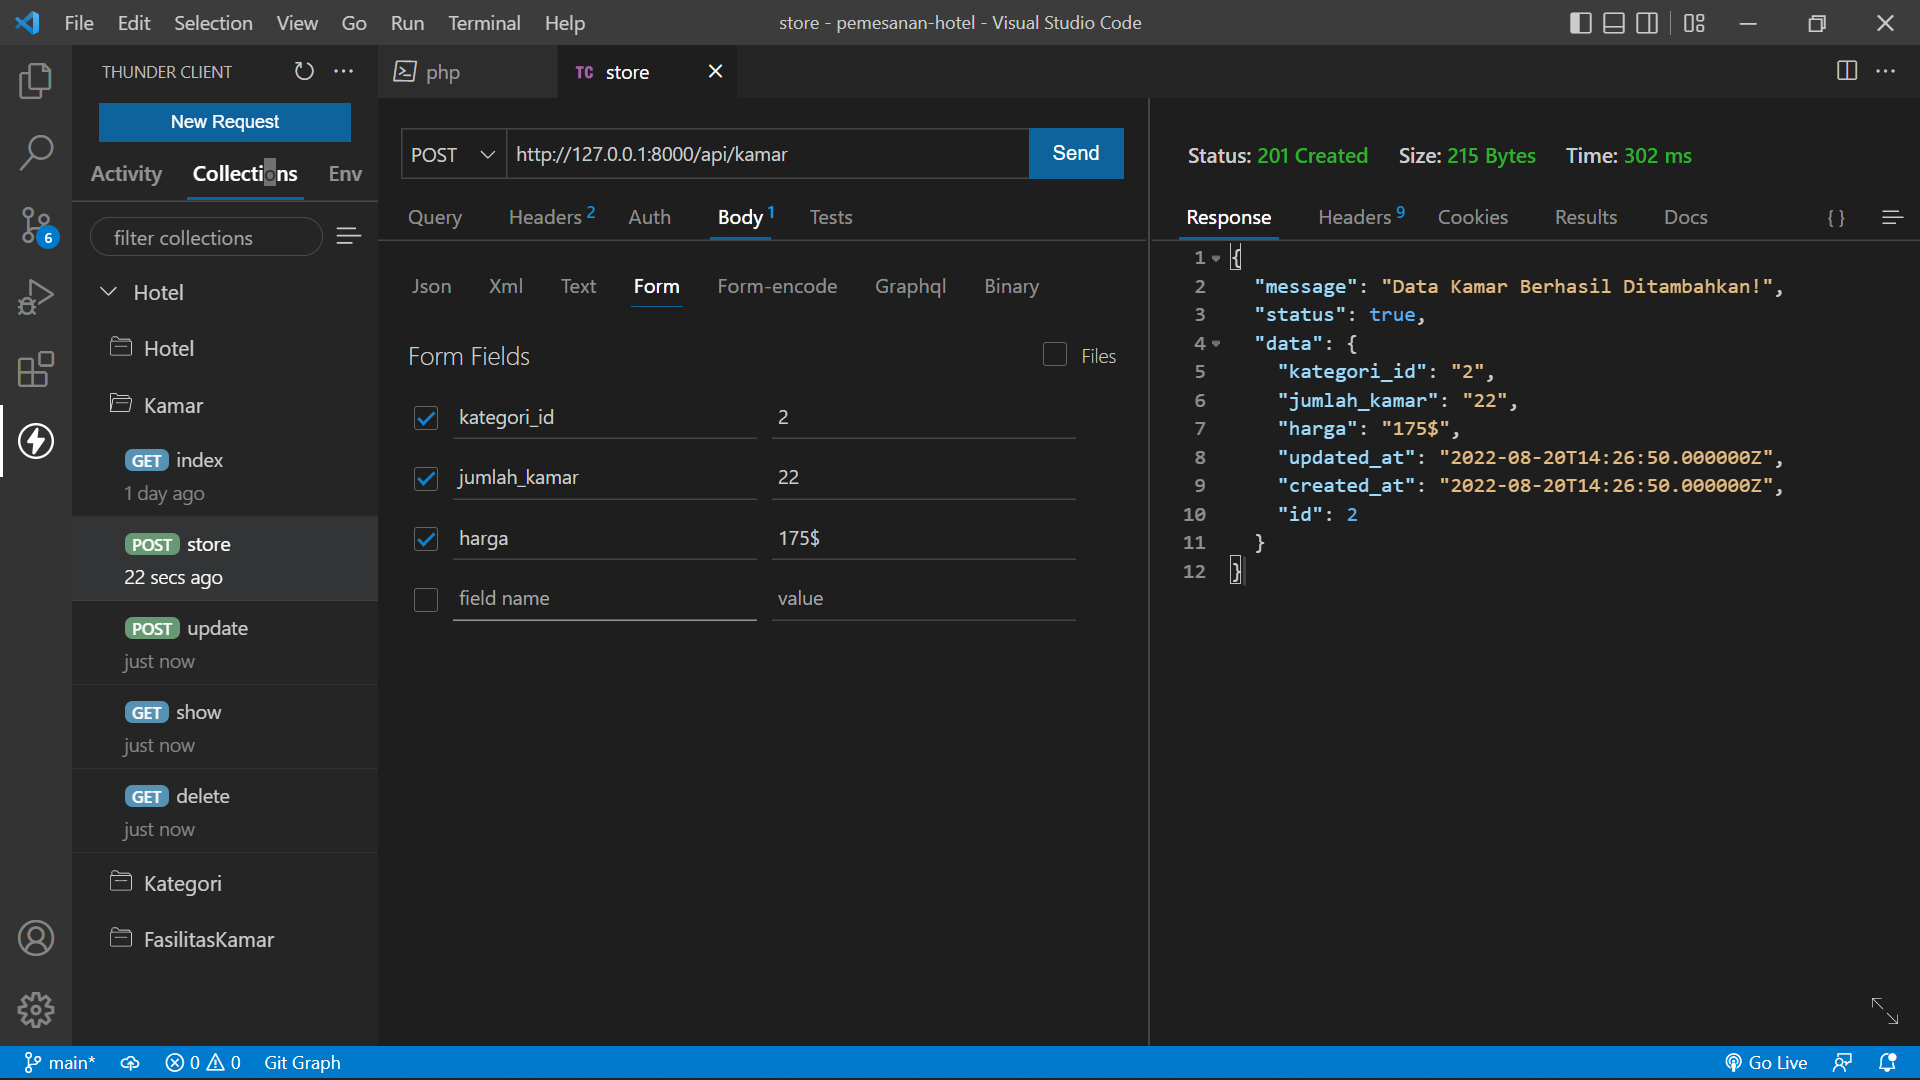 File Edit Selection View Go Run Terminal Help
store - pemesanan-hotel - Visual Studio Code
THUNDER CLIENT
New Request
Activity Collections Env
filter collections
Hotel
Hotel
Kamar
GET index
1 day ago
POST store
22 secs ago
POST update
just now
GET show
just now
GET delete
just now
Kategori
FasilitasKamar
6
php
TC store
POST http://127.0.0.1:8000/api/kamar Send
Query Headers 2 Auth Body 1 Tests
Json Xml Text Form Form-encode Graphql Binary
Form Fields Files
kategori_id 2
jumlah_kamar 22
harga 175$
field name value
Status: 201 Created Size: 215 Bytes Time: 302 ms
Response Headers 9 Cookies Results Docs { }
1 {
2 "message": "Data Kamar Berhasil Ditambahkan!",
3 "status": true,
4 "data": {
5 "kategori_id": "2",
6 "jumlah_kamar": "22",
7 "harga": "175$",
8 "updated_at": "2022-08-20T14:26:50.000000Z",
9 "created_at": "2022-08-20T14:26:50.000000Z",
10 "id": 2
11 }
12 }
main* 0 0 Git Graph Go Live